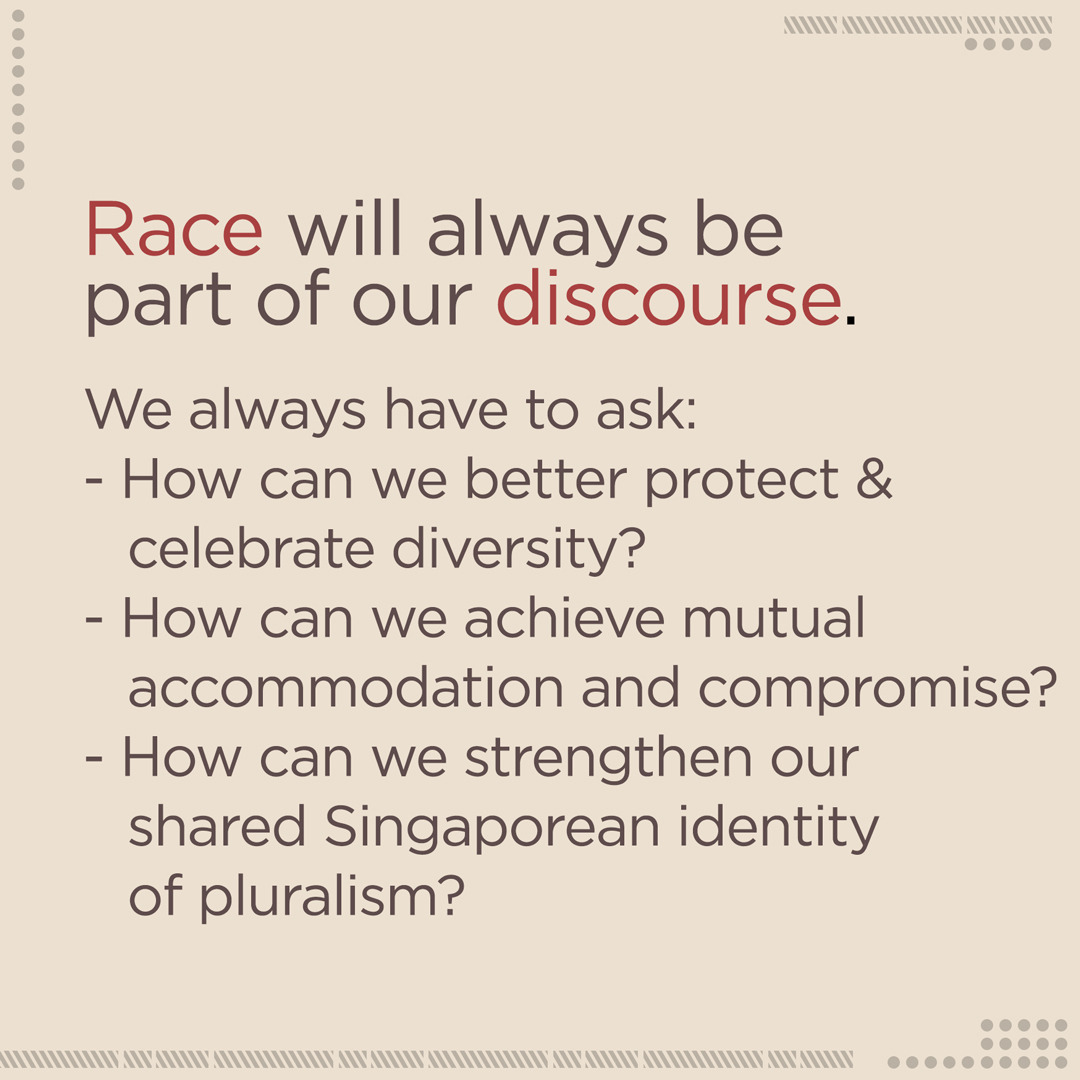 Race will always be
part of our discourse.
We always have to ask:
- How can we better protect &
celebrate diversity?
- How can we achieve mutual
accommodation and compromise?
- How can we strengthen our
shared Singaporean identity
of pluralism?